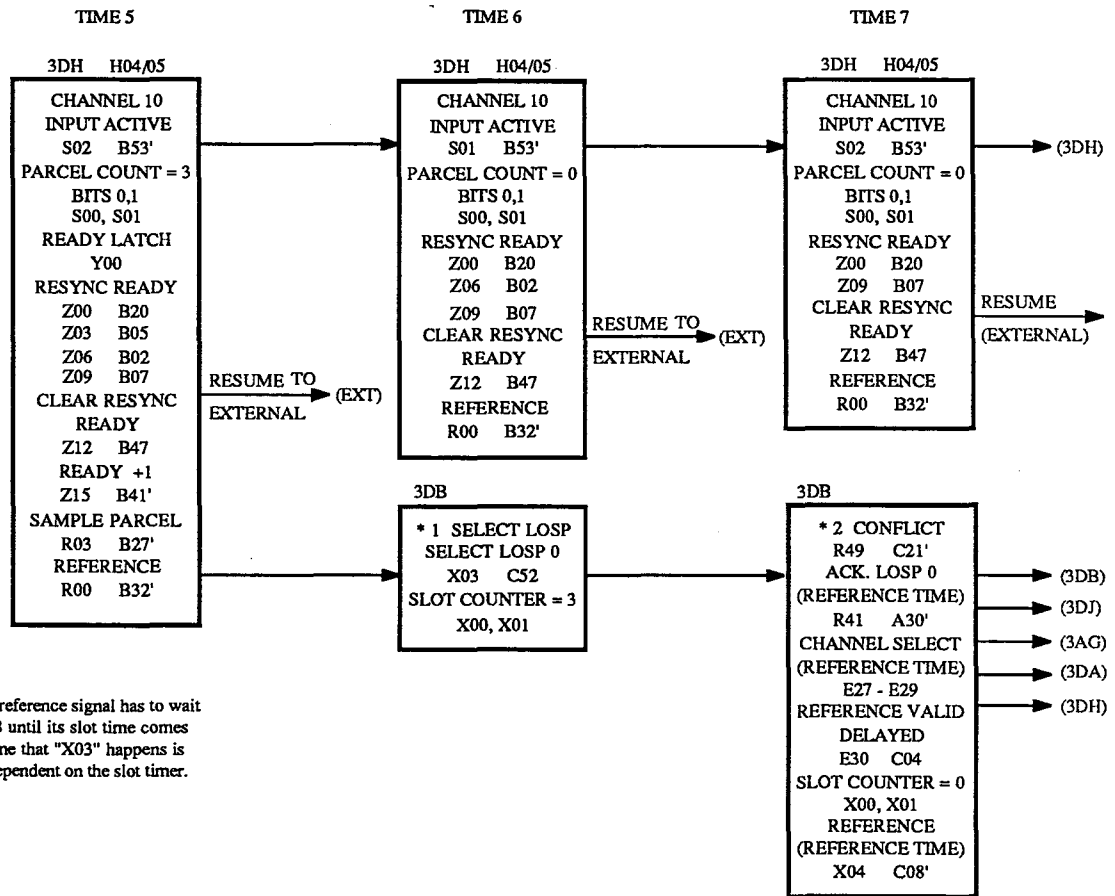 TIME 5
3DH H04/05
CHANNEL 10
INPUT ACTIVE
S02 B53'
PARCEL COUNT = 3
BITS 0,1
S00, S01
READY LATCH
Y00
RESYNC READY
Z00 B20
Z03 B05
Z06 B02
Z09 B07
CLEAR RESYNC
READY
Z12 B47
READY +1
Z15 B41'
SAMPLE PARCEL
R03 B27'
REFERENCE
R00 B32'
RESUME TO
EXTERNAL
(EXT)
TIME 6
3DH H04/05
CHANNEL 10
INPUT ACTIVE
S01 B53'
PARCEL COUNT = 0
BITS 0,1
S00, S01
RESYNC READY
Z00 B20
Z06 B02
Z09 B07
CLEAR RESYNC
READY
Z12 B47
REFERENCE
R00 B32'
RESUME TO
EXTERNAL
(EXT)
3DB
* 1 SELECT LOSP
SELECT LOSP 0
X03 C52
SLOT COUNTER = 3
X00, X01
TIME 7
3DH H04/05
CHANNEL 10
INPUT ACTIVE
S02 B53'
PARCEL COUNT = 0
BITS 0,1
S00, S01
RESYNC READY
Z00 B20
Z09 B07
CLEAR RESYNC
READY
Z12 B47
REFERENCE
R00 B32'
(3DH)
RESUME
(EXTERNAL)
3DB
* 2 CONFLICT
R49 C21'
ACK. LOSP 0
(REFERENCE TIME)
R41 A30'
CHANNEL SELECT
(REFERENCE TIME)
E27 - E29
REFERENCE VALID
DELAYED
E30 C04
SLOT COUNTER = 0
X00, X01
REFERENCE
(REFERENCE TIME)
X04 C08'
(3DB)
(3DJ)
(3AG)
(3DA)
(3DH)
reference signal has to wait
until its slot time comes
that "X03" happens is
on the slot timer.